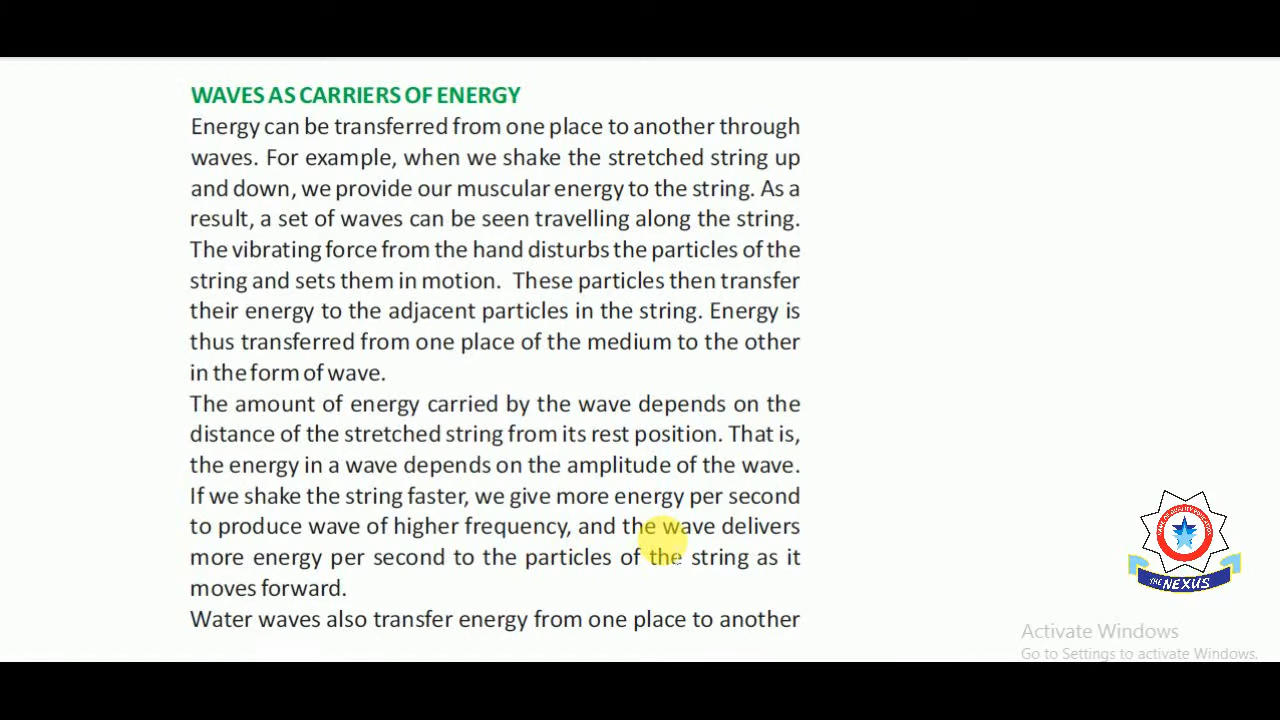 WAVES AS CARRIERS OF ENERGY
Energy can be transferred from one place to another through
waves. For example, when we shake the stretched string up
and down, we provide our muscular energy to the string. As a
result, a set of waves can be seen travelling along the string.
The vibrating force from the hand disturbs the particles of the
string and sets them in motion. These particles then transfer
their energy to the adjacent particles in the string. Energy is
thus transferred from one place of the medium to the other
in the form of wave.
The amount of energy carried by the wave depends on the
distance of the stretched string from its rest position. That is,
the energy in a wave depends on the amplitude of the wave.
If we shake the string faster, we give more energy per second
to produce wave of higher frequency, and the wave delivers
more energy per second to the particles of the string as it
moves forward.
Water waves also transfer energy from one place to another
THE NEXUS
Activate Windows
Go to Settings to activate Windows.